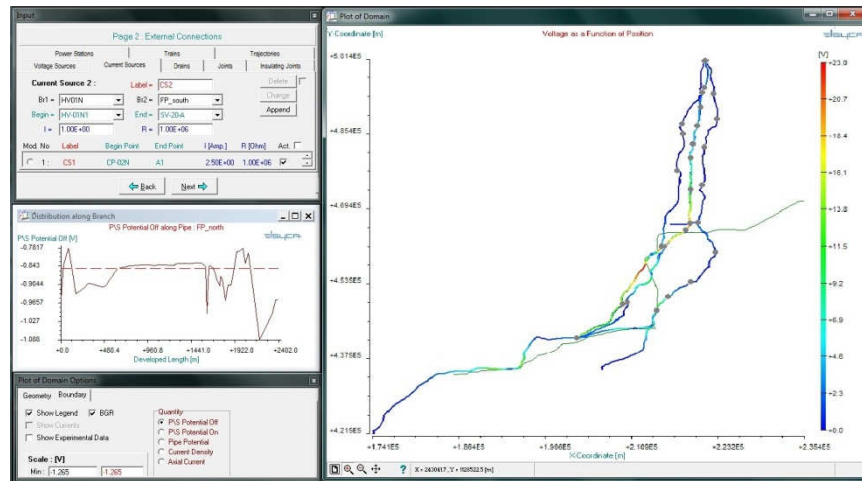 Input
Page 2 : External Connections
Power Stations Trains Trajectories
Voltage Sources Current Sources Drains Joints Insulating Joints
Current Source 2 : Label = CS2 Delete
Br1 = HV01N Br2 = FP_south Change
Begin = HV-01N1 End = SV-20-A Append
I = 1.00E+00 R = 1.00E+06
Mod. No Label Begin Point End Point I [Amp.] R [Ohm] Act.
1 : CS1 CP-02N A1 2.50E+00 1.00E+06
Back Next
Distribution along Branch
P\S Potential Off along Pipe : FP_north
elsyca
P\S Potential Off [V]
-0.7817
-0.843
-0.9044
-0.9657
-1.027
-1.088
+0.0 +480.4 +960.8 +1441.0 +1922.0 +2402.0
Developed Length [m]
Plot of Domain Options
Geometry Boundary
Show Legend BGR
Show Currents
Show Experimental Data
Scale : [V]
Min : -1.265 -1.265
Quantity
P\S Potential Off
P\S Potential On
Pipe Potential
Current Density
Axial Current
Plot of Domain
Y-Coordinate [m]
Voltage as a Function of Position
elsyca
[V]
+5.014E5
+4.854E5
+4.694E5
+4.535E5
+4.375E5
+4.215E5
+1.741E5 +1.864E5 +1.986E5 +2.109E5 +2.232E5 +2.354E5
X-Coordinate [m]
+23.0
+20.7
+18.4
+16.1
+13.8
+11.5
+9.2
+6.9
+4.6
+2.3
+0.0